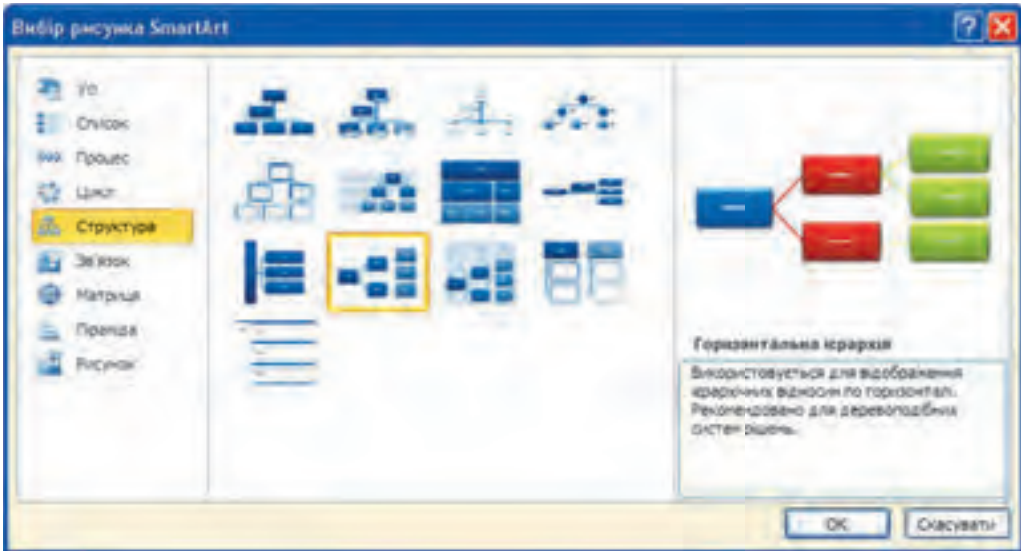 Вибір рисунка SmartArt
Усі
Список
Процес
Цикл
Структура
Зв'язок
Матриця
Піраміда
Рисунок
Горизонтальна ієрархія
Використовується для відображення
ієрархічних відносин по горизонталі.
Рекомендовано для деревоподібних
систем рішень.
OK
Скасувати